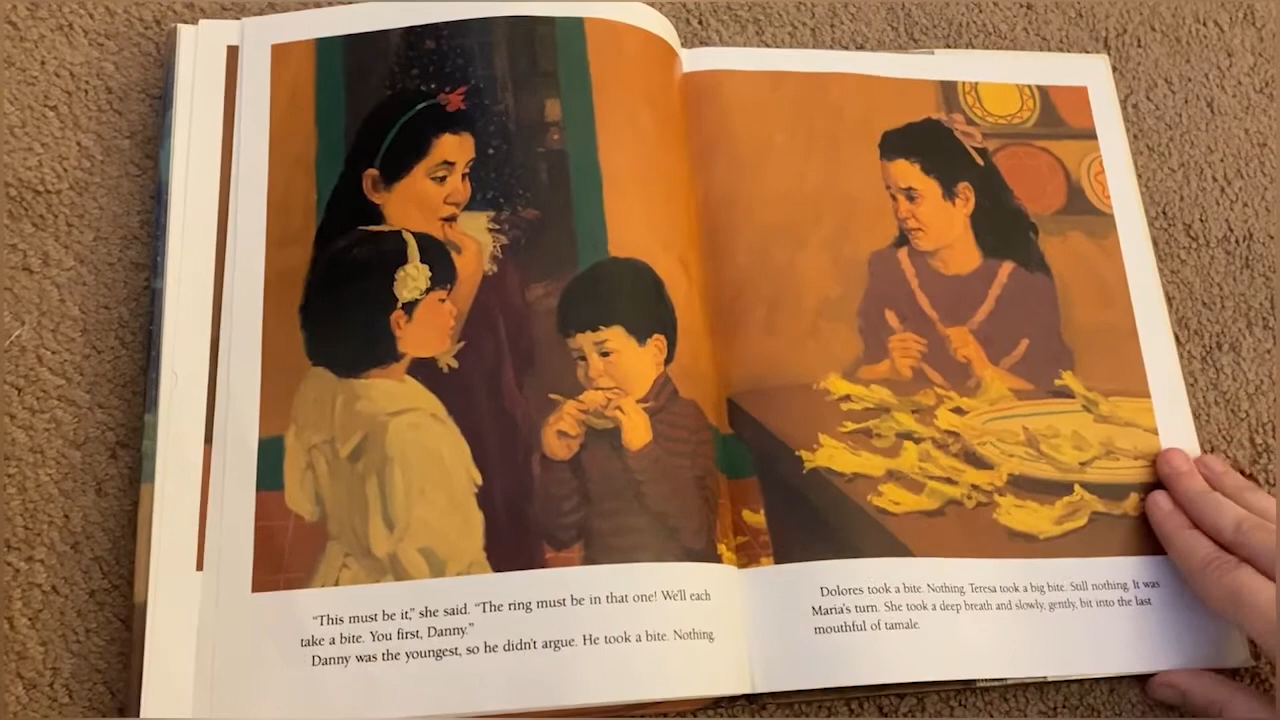 "This must be it," she said. "The ring must be in that one! We'll each
take a bite. You first, Danny."
Danny was the youngest, so he didn't argue. He took a bite. Nothing.
Dolores took a bite. Nothing. Teresa took a big bite. Still nothing. It was
Maria's turn. She took a deep breath and slowly, gently, bit into the last
mouthful of tamale.